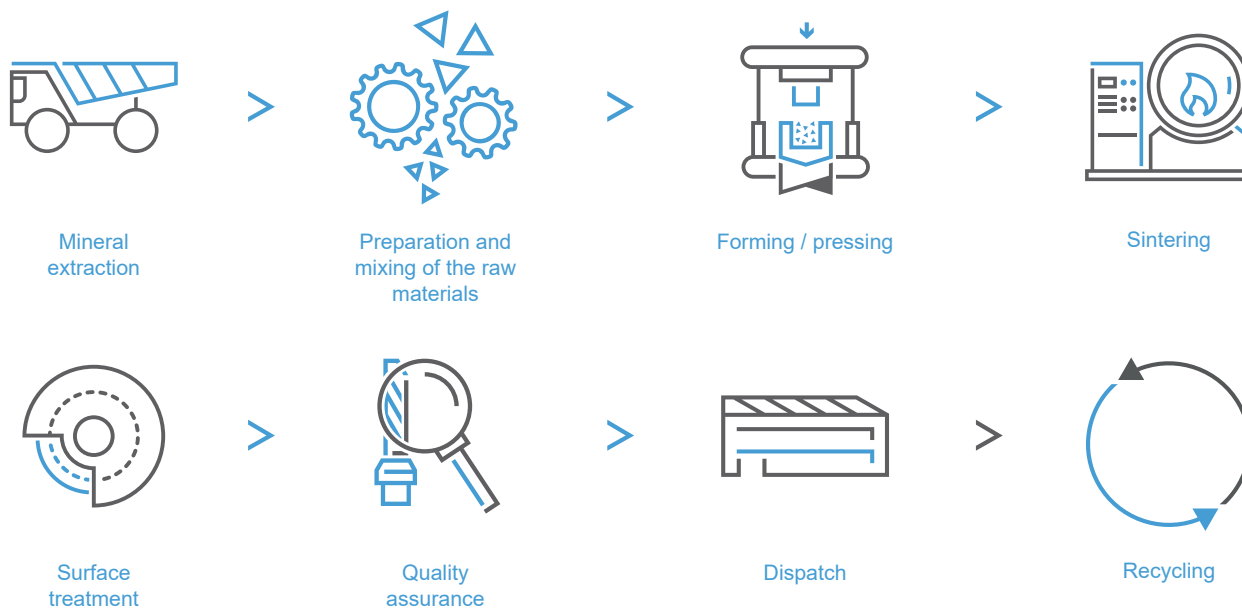 Mineral
extraction
Preparation and
mixing of the raw
materials
Forming / pressing
Sintering
Surface
treatment
Quality
assurance
Dispatch
Recycling